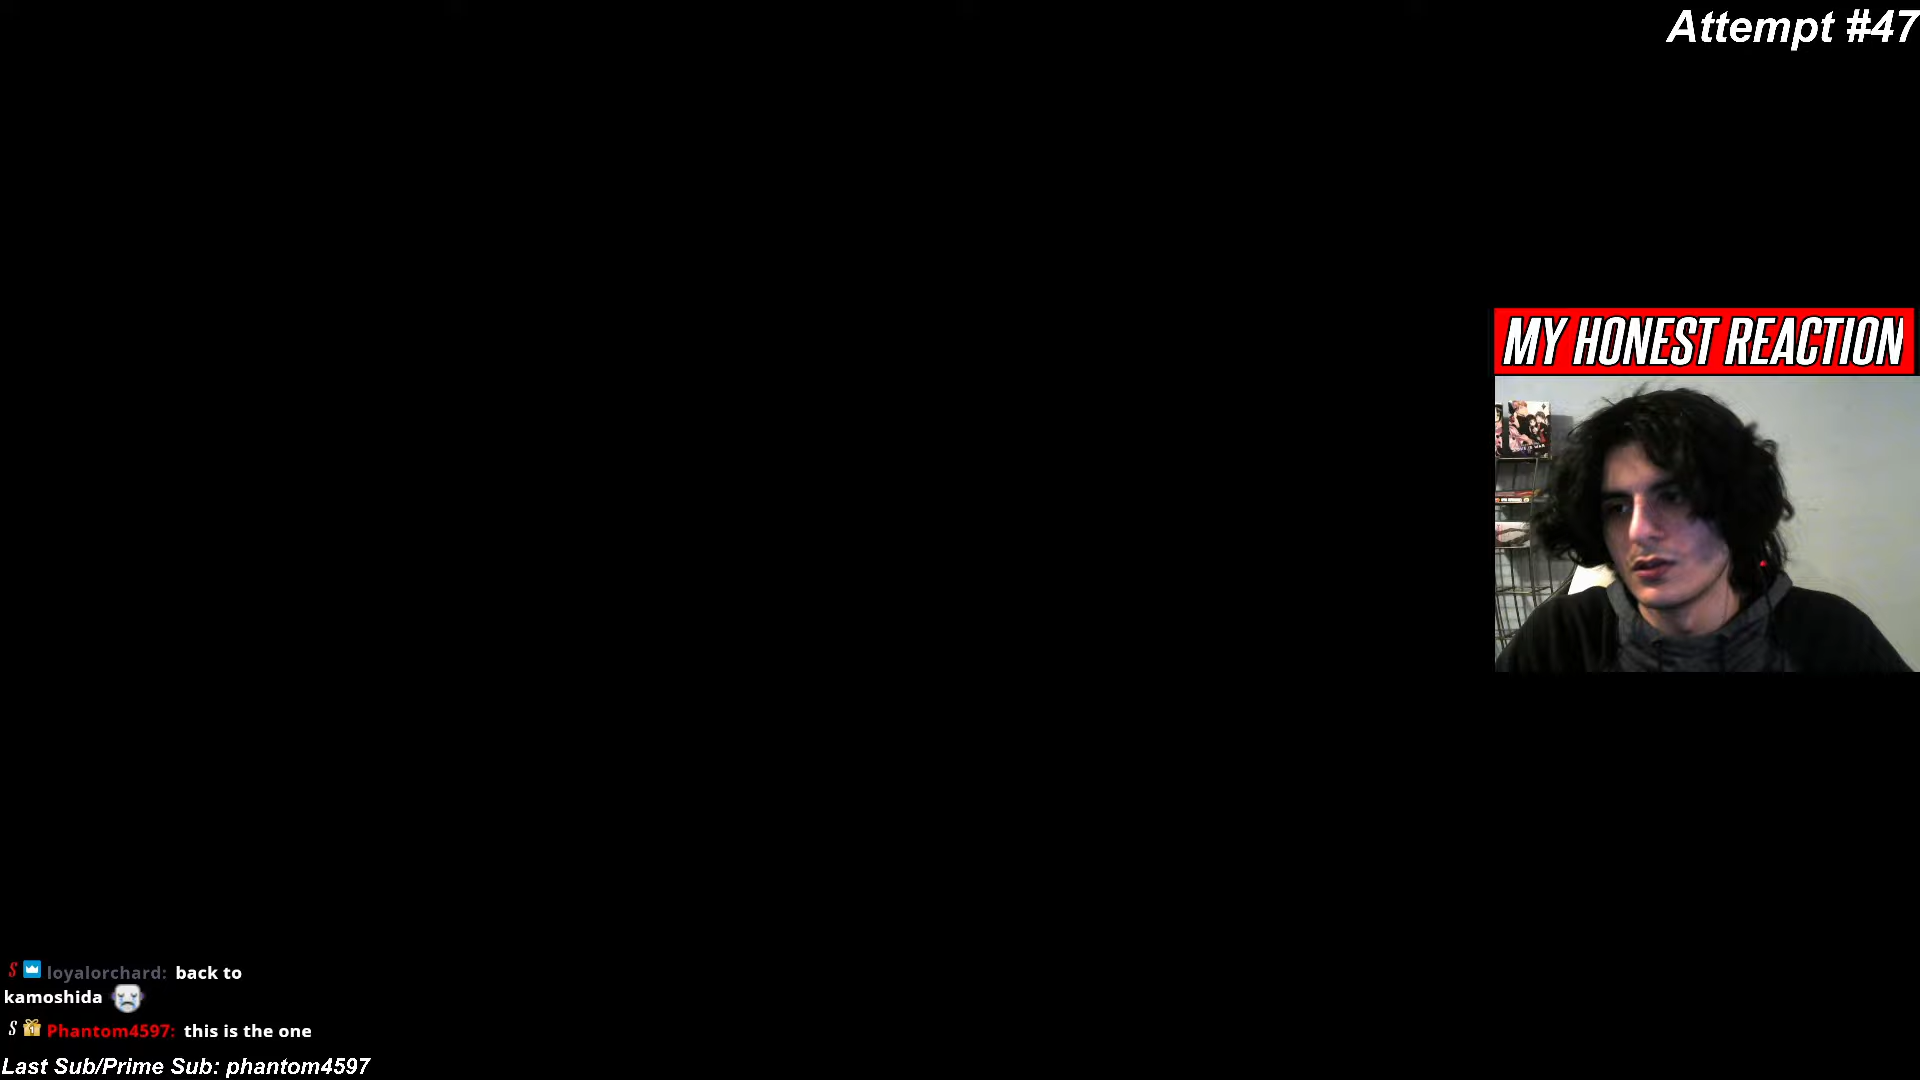 Attempt #47
MY HONEST REACTION
loyalorchard: back to
kamoshida
Phantom4597: this is the one
Last Sub/Prime Sub: phantom4597